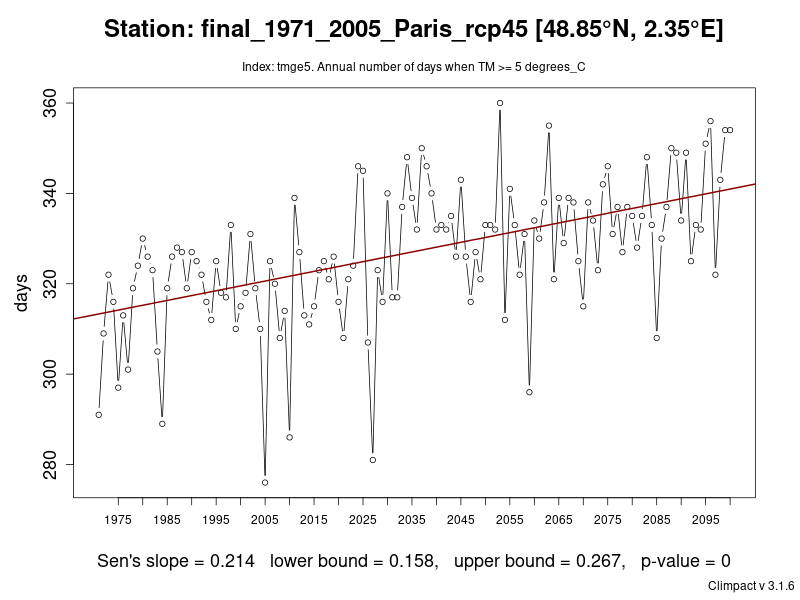 Station: final_1971_2005_Paris_rcp45 [48.85°N, 2.35°E]
Index: tmge5. Annual number of days when TM >= 5 degrees_C
360
340
320
300
280
days
1975 1985 1995 2005 2015 2025 2035 2045 2055 2065 2075 2085 2095
Sen's slope = 0.214 lower bound = 0.158, upper bound = 0.267, p-value = 0
Climpact v 3.1.6